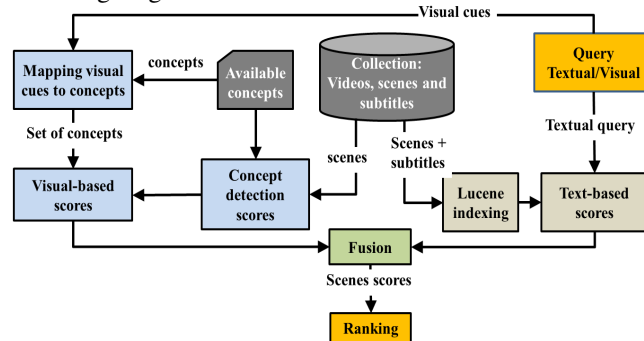 Visual cues
Mapping visual
cues to concepts
concepts
Available
concepts
Collection:
Videos, scenes and
subtitles
Query
Textual/Visual
Set of concepts
scenes
Scenes +
subtitles
Textual query
Visual-based
scores
Concept
detection
scores
Lucene
indexing
Text-based
scores
Fusion
Scenes scores
Ranking